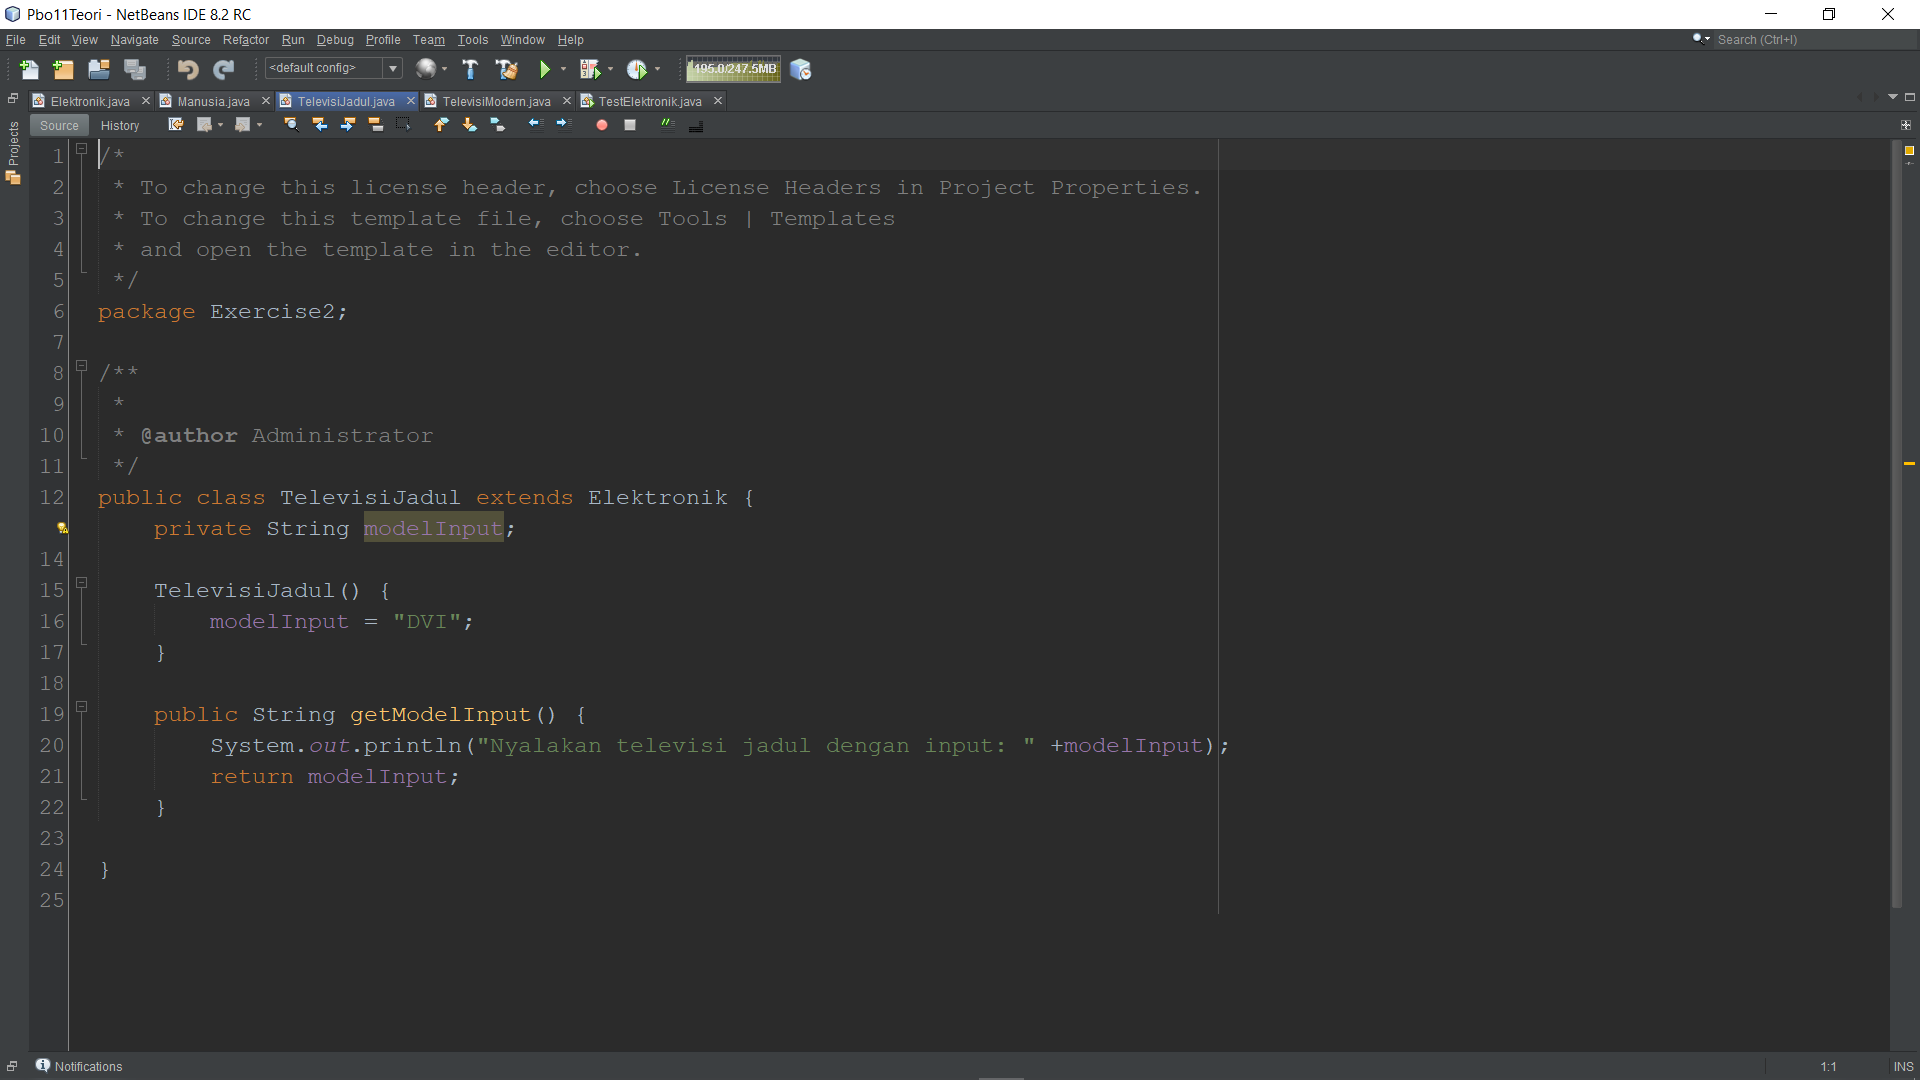 Pbo11Teori - NetBeans IDE 8.2 RC
File Edit View Navigate Source Refactor Run Debug Profile Team Tools Window Help
Search (Ctrl+I)
<default config>
195.0/247.5MB
Elektronik.java Manusia.java TelevisiJadul.java TelevisiModern.java TestElektronik.java
Source History
Projects
1 /*
2 * To change this license header, choose License Headers in Project Properties.
3 * To change this template file, choose Tools | Templates
4 * and open the template in the editor.
5 */
6 package Exercise2;
7
8 /**
9 *
10 * @author Administrator
11 */
12 public class TelevisiJadul extends Elektronik {
private String modelInput;
14
15 TelevisiJadul() {
16 modelInput = "DVI";
17 }
18
19 public String getModelInput() {
20 System.out.println("Nyalakan televisi jadul dengan input: " +modelInput);
21 return modelInput;
22 }
23
24 }
25
Notifications
1:1 INS